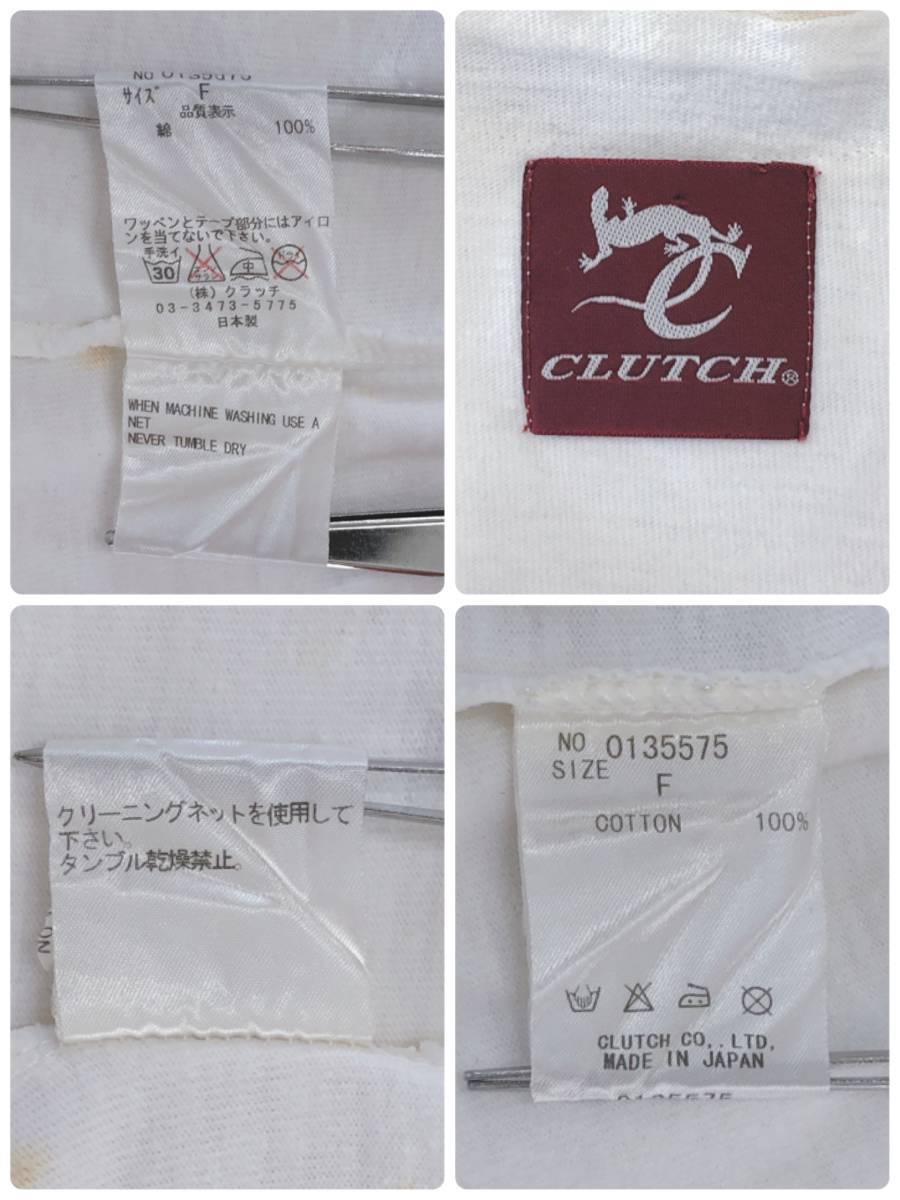 NO 0135575
サイズ F
品質表示
綿 100%
ワッペンとテープ部分にはアイロ
ンを当てないで下さい。
手洗イ
30
中
(株)クラッチ
03-3473-5775
日本製
WHEN MACHINE WASHING USE A
NET
NEVER TUMBLE DRY
C
CLUTCH®
クリーニングネットを使用して
下さい。
タンブル乾燥禁止。
NO 0135575
SIZE F
COTTON 100%
CLUTCH CO,.LTD,
MADE IN JAPAN
0135575